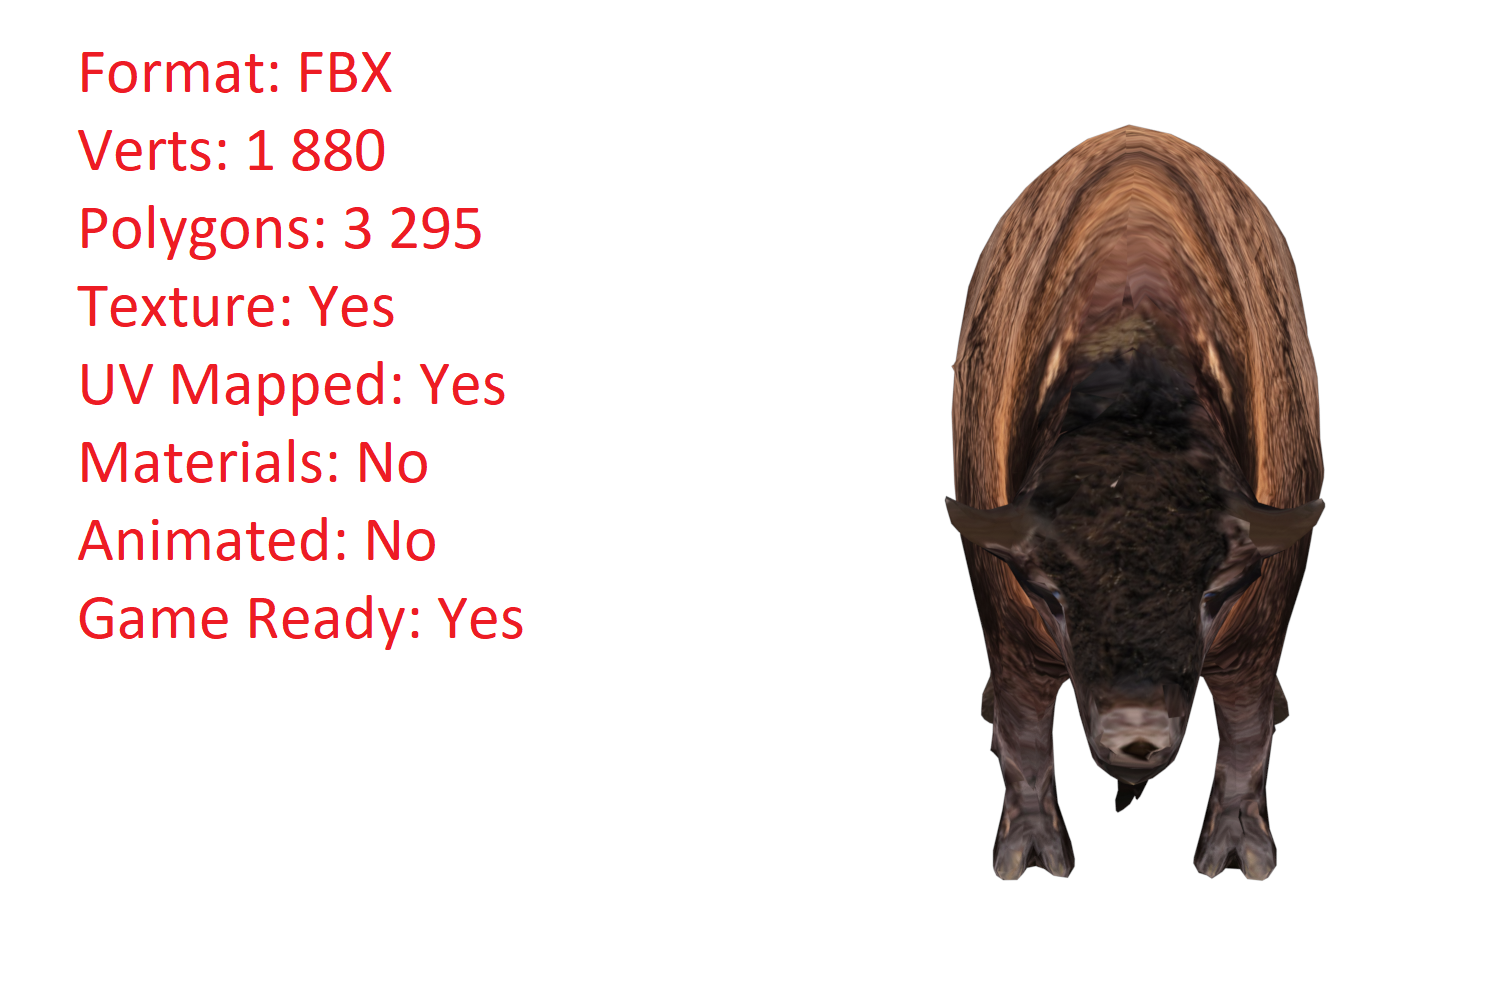 Format: FBX
Verts: 1 880
Polygons: 3 295
Texture: Yes
UV Mapped: Yes
Materials: No
Animated: No
Game Ready: Yes